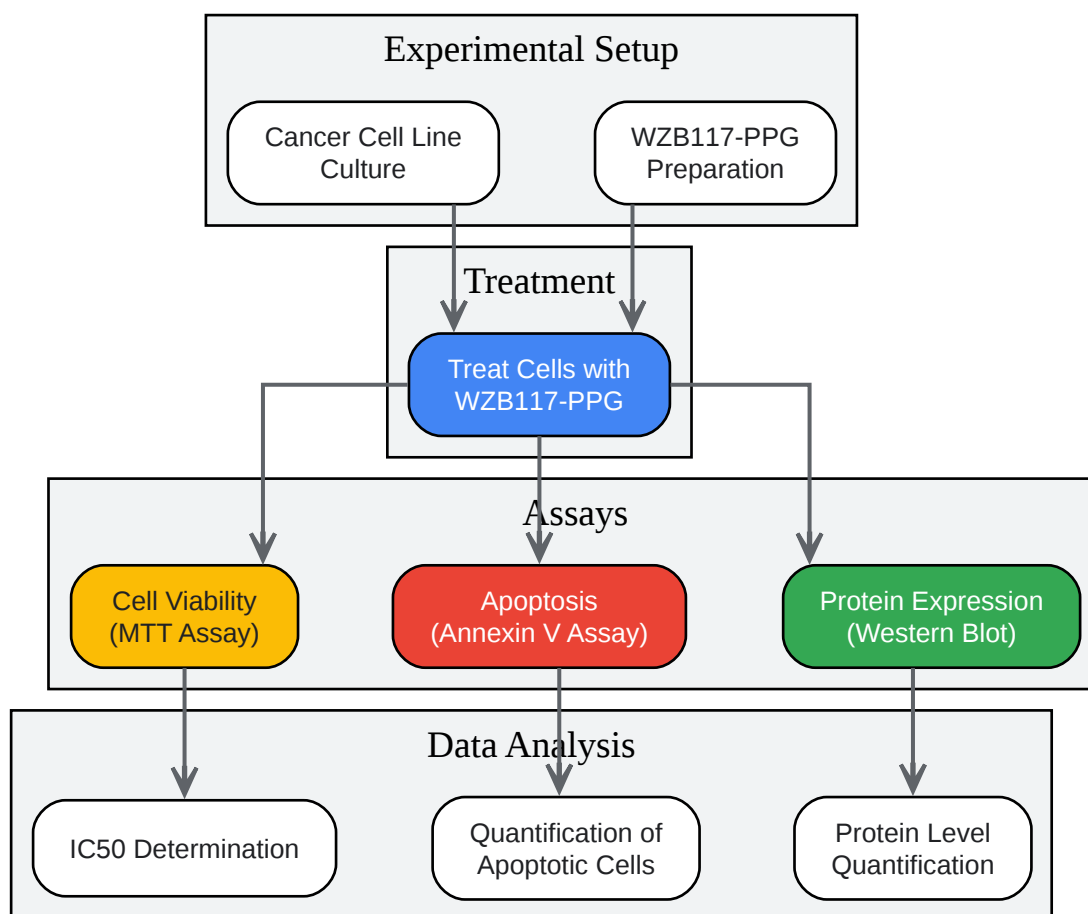 Experimental Setup
Cancer Cell Line
Culture
WZB117-PPG
Preparation
Treatment
Treat Cells with
WZB117-PPG
Assays
Cell Viability
(MTT Assay)
Apoptosis
(Annexin V Assay)
Protein Expression
(Western Blot)
Data Analysis
IC50 Determination
Quantification of
Apoptotic Cells
Protein Level
Quantification